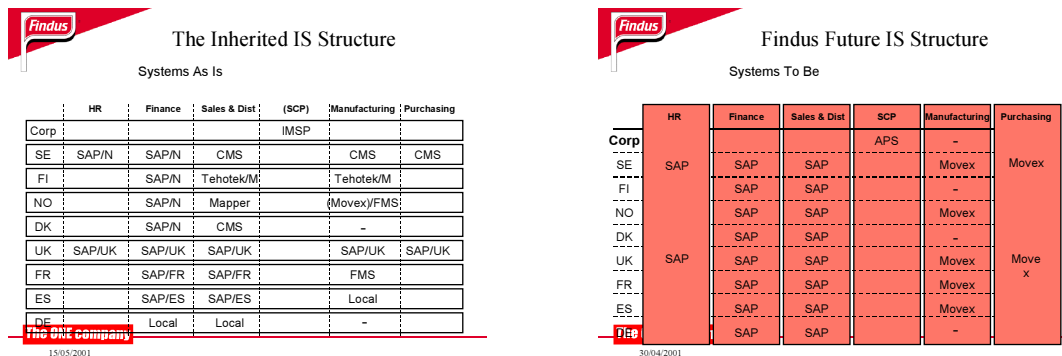 Findus
The Inherited IS Structure
Systems As Is
HR Finance Sales & Dist (SCP) Manufacturing Purchasing
Corp IMSP
SE SAP/N SAP/N CMS CMS CMS
FI SAP/N Tehotek/M Tehotek/M
NO SAP/N Mapper (Movex)/FMS
DK SAP/N CMS -
UK SAP/UK SAP/UK SAP/UK SAP/UK SAP/UK
FR SAP/FR SAP/FR FMS
ES SAP/ES SAP/ES Local
DE Local Local -
The ONE company
15/05/2001
Findus
Findus Future IS Structure
Systems To Be
HR Finance Sales & Dist SCP Manufacturing Purchasing
Corp APS -
SE SAP SAP SAP Movex Movex
FI SAP SAP -
NO SAP SAP Movex
DK SAP SAP -
UK SAP SAP SAP Movex Move
x
FR SAP SAP Movex
ES SAP SAP Movex
DE SAP SAP -
The
30/04/2001